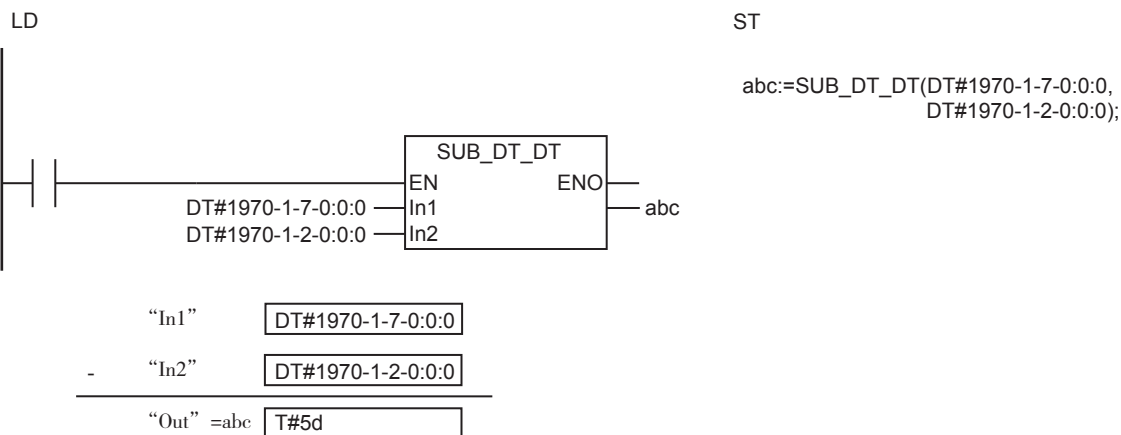 LD
ST
abc:=SUB_DT_DT(DT#1970-1-7-0:0:0,
DT#1970-1-2-0:0:0);
SUB_DT_DT
EN ENO
DT#1970-1-7-0:0:0 In1 abc
DT#1970-1-2-0:0:0 In2
“In1” DT#1970-1-7-0:0:0
- “In2” DT#1970-1-2-0:0:0
“Out” =abc T#5d